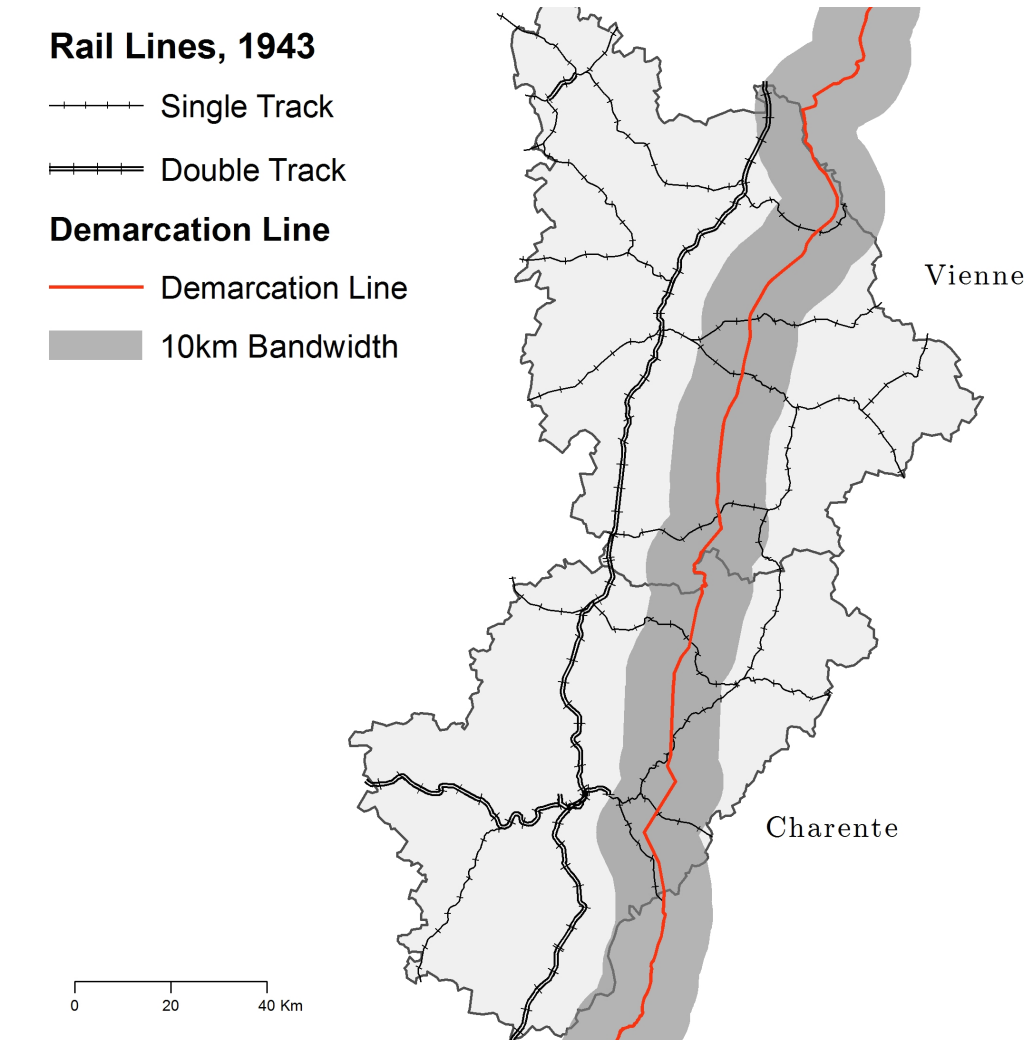 Rail Lines, 1943
Single Track
Double Track
Demarcation Line
Demarcation Line
10km Bandwidth
Vienne
Charente
0 20 40 Km